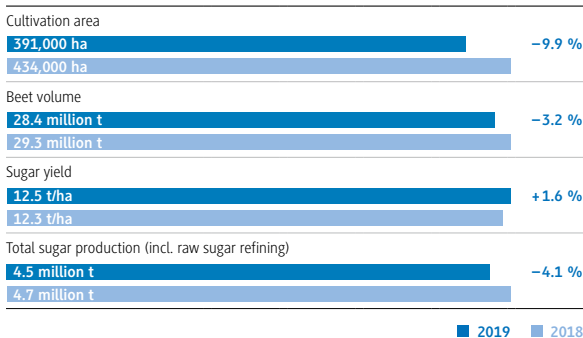 Cultivation area
391,000 ha −9.9 %
434,000 ha
Beet volume
28.4 million t −3.2 %
29.3 million t
Sugar yield
12.5 t/ha +1.6 %
12.3 t/ha
Total sugar production (incl. raw sugar refining)
4.5 million t −4.1 %
4.7 million t
2019 2018